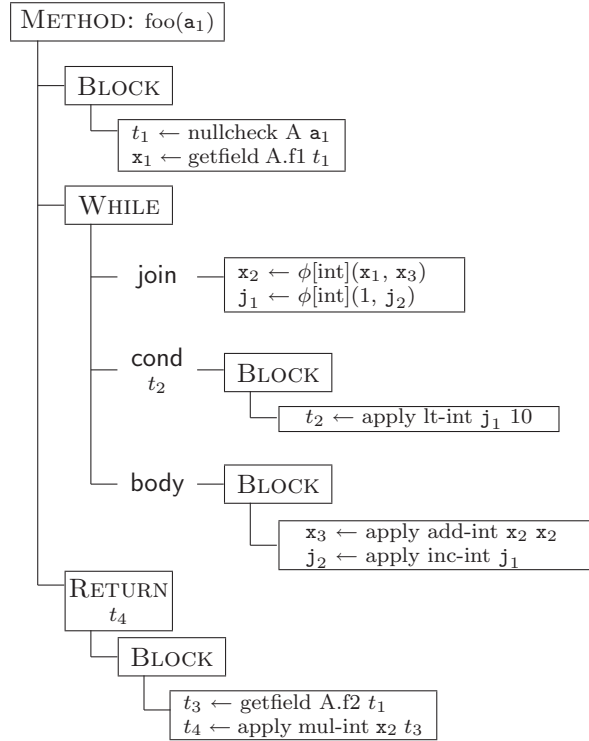 METHOD: foo(a₁)
BLOCK
t₁ ← nullcheck A a₁
x₁ ← getfield A.f1 t₁
WHILE
join
x₂ ← ϕ[int](x₁, x₃)
j₁ ← ϕ[int](1, j₂)
cond
t₂
BLOCK
t₂ ← apply lt-int j₁ 10
body
BLOCK
x₃ ← apply add-int x₂ x₂
j₂ ← apply inc-int j₁
RETURN
t₄
BLOCK
t₃ ← getfield A.f2 t₁
t₄ ← apply mul-int x₂ t₃